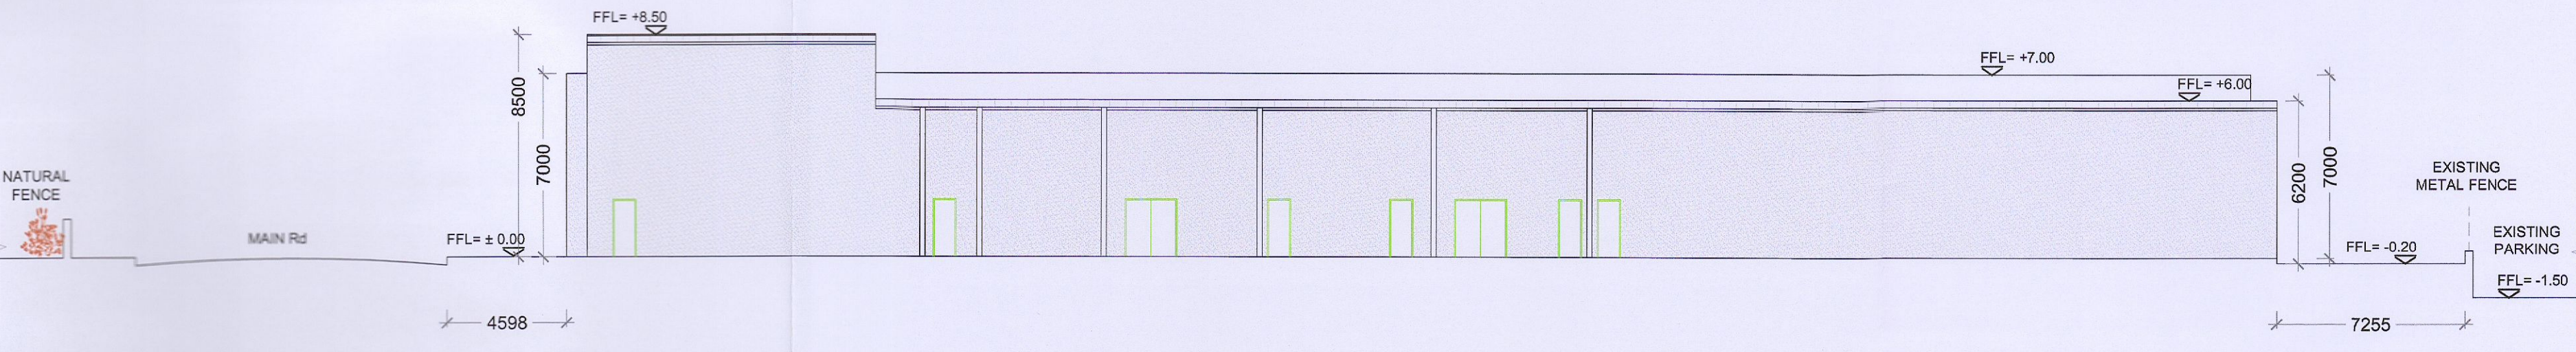 FFL= +8.50
FFL= +7.00
FFL= +6.00
8500
7000
7000
6200
NATURAL
FENCE
MAIN Rd
FFL= ± 0.00
EXISTING
METAL FENCE
EXISTING
PARKING
FFL= -0.20
FFL= -1.50
4598
7255